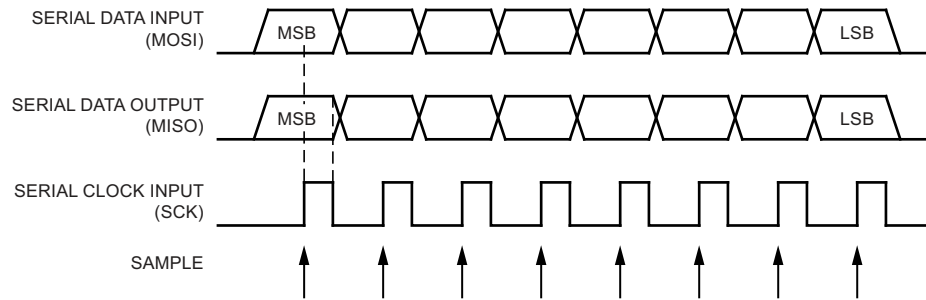 SERIAL DATA INPUT
(MOSI)
MSB
LSB
SERIAL DATA OUTPUT
(MISO)
MSB
LSB
SERIAL CLOCK INPUT
(SCK)
SAMPLE